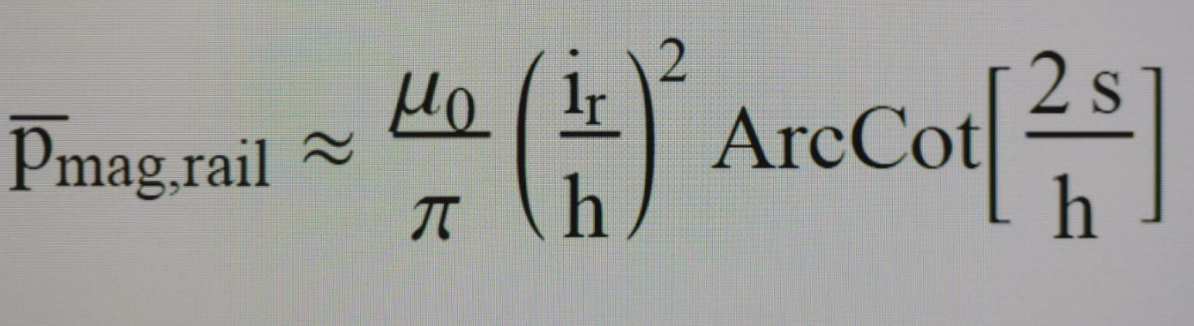 p̅mag,rail ≈ μ0/π (ir/h)² ArcCot[2 s/h]